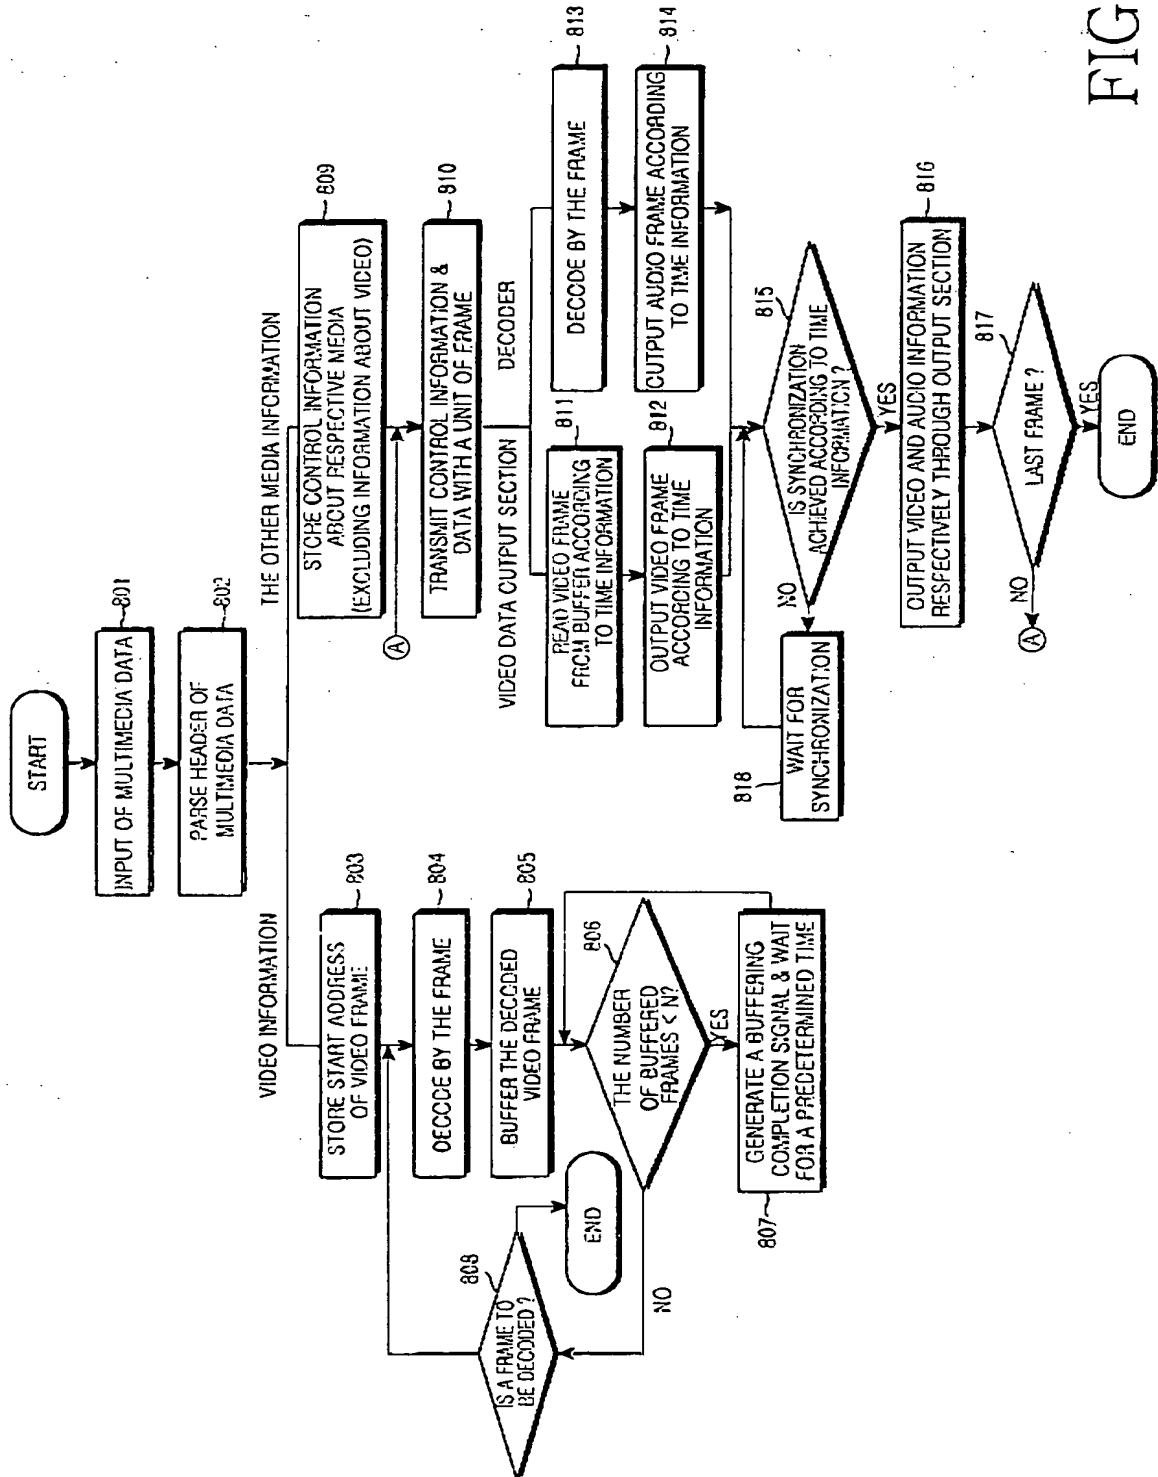 START
INPUT OF MULTIMEDIA DATA
801
PARSE HEADER OF
MULTIMEDIA DATA
802
VIDEO INFORMATION
THE OTHER MEDIA INFORMATION
STORE START ADDRESS
OF VIDEO FRAME
803
DECODE BY THE FRAME
804
BUFFER THE DECODED
VIDEO FRAME
805
THE NUMBER
OF BUFFERED
FRAMES < N?
806
YES
NO
GENERATE A BUFFERING
COMPLETION SIGNAL & WAIT
FOR A PREDETERMINED TIME
807
IS A FRAME TO
BE DECODED ?
808
END
STORE CONTROL INFORMATION
ABOUT RESPECTIVE MEDIA
(EXCLUDING INFORMATION ABOUT VIDEO)
809
A
TRANSMIT CONTROL INFORMATION &
DATA WITH A UNIT OF FRAME
810
VIDEO DATA OUTPUT SECTION
DECODER
READ VIDEO FRAME
FROM BUFFER ACCORDING
TO TIME INFORMATION
811
OUTPUT VIDEO FRAME
ACCORDING TO TIME
INFORMATION
812
DECODE BY THE FRAME
813
OUTPUT AUDIO FRAME ACCORDING
TO TIME INFORMATION
814
IS SYNCHRONIZATION
ACHIEVED ACCORDING TO TIME
INFORMATION ?
815
NO
YES
WAIT FOR
SYNCHRONIZATION
818
OUTPUT VIDEO AND AUDIO INFORMATION
RESPECTIVELY THROUGH OUTPUT SECTION
816
LAST FRAME ?
817
NO
A
YES
END
FIG